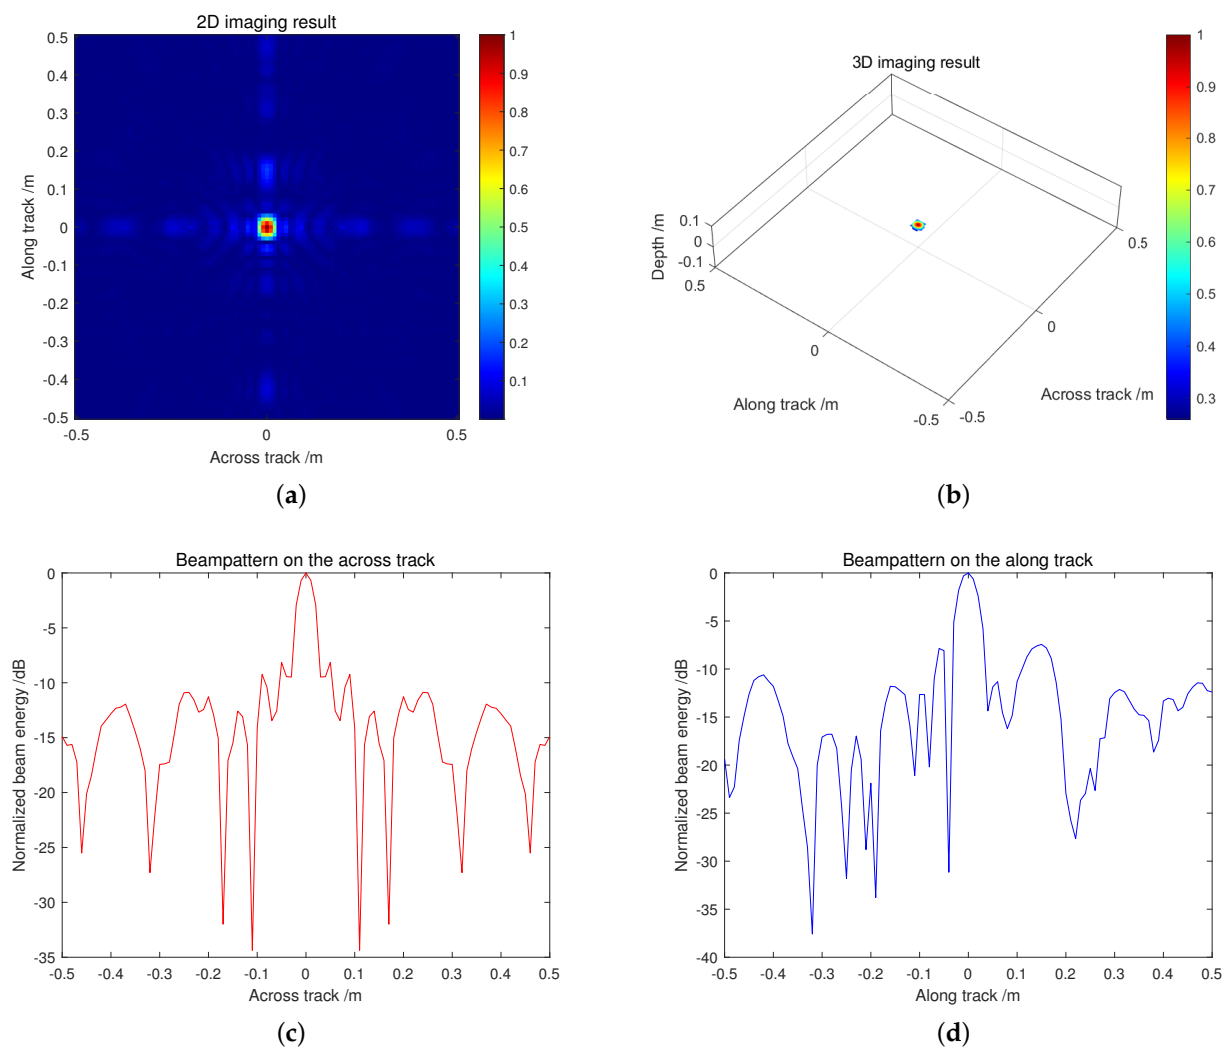 2D imaging result
0.5
0.4
0.3
0.2
0.1
0
-0.1
-0.2
-0.3
-0.4
-0.5
Along track /m
-0.5 0 0.5
Across track /m
1
0.9
0.8
0.7
0.6
0.5
0.4
0.3
0.2
0.1
(a)
3D imaging result
Depth /m
0.1
0
-0.1
0.5
0
-0.5
Along track /m
0.5
0
-0.5
Across track /m
1
0.9
0.8
0.7
0.6
0.5
0.4
0.3
(b)
Beampattern on the across track
Normalized beam energy /dB
0
-5
-10
-15
-20
-25
-30
-35
-0.5 -0.4 -0.3 -0.2 -0.1 0 0.1 0.2 0.3 0.4 0.5
Across track /m
(c)
Beampattern on the along track
Normalized beam energy /dB
0
-5
-10
-15
-20
-25
-30
-35
-40
-0.5 -0.4 -0.3 -0.2 -0.1 0 0.1 0.2 0.3 0.4 0.5
Along track /m
(d)